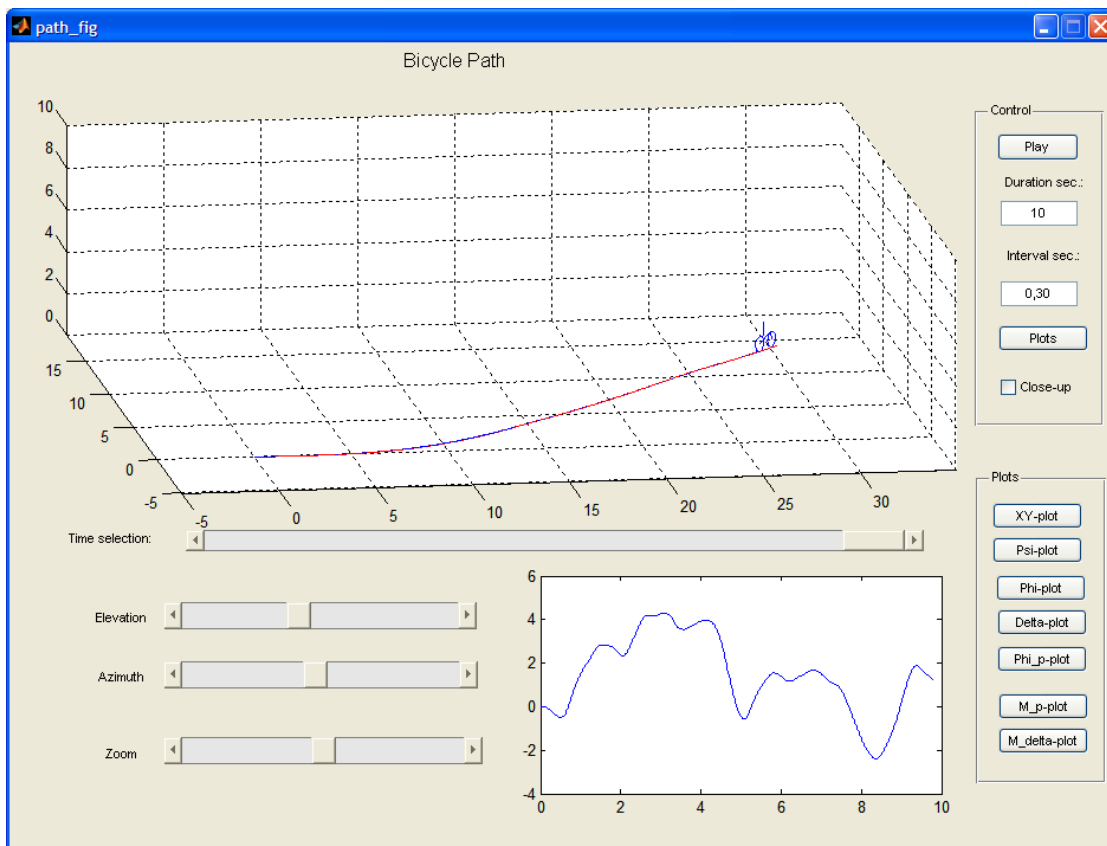 path_fig
Bicycle Path
10
8
6
4
2
0
15
10
5
0
-5
-5
0
5
10
15
20
25
30
Control
Play
Duration sec.:
10
Interval sec.:
0,30
Plots
Close-up
Time selection:
Elevation
Azimuth
Zoom
6
4
2
0
-2
-4
0 2 4 6 8 10
Plots
XY-plot
Psi-plot
Phi-plot
Delta-plot
Phi_p-plot
M_p-plot
M_delta-plot